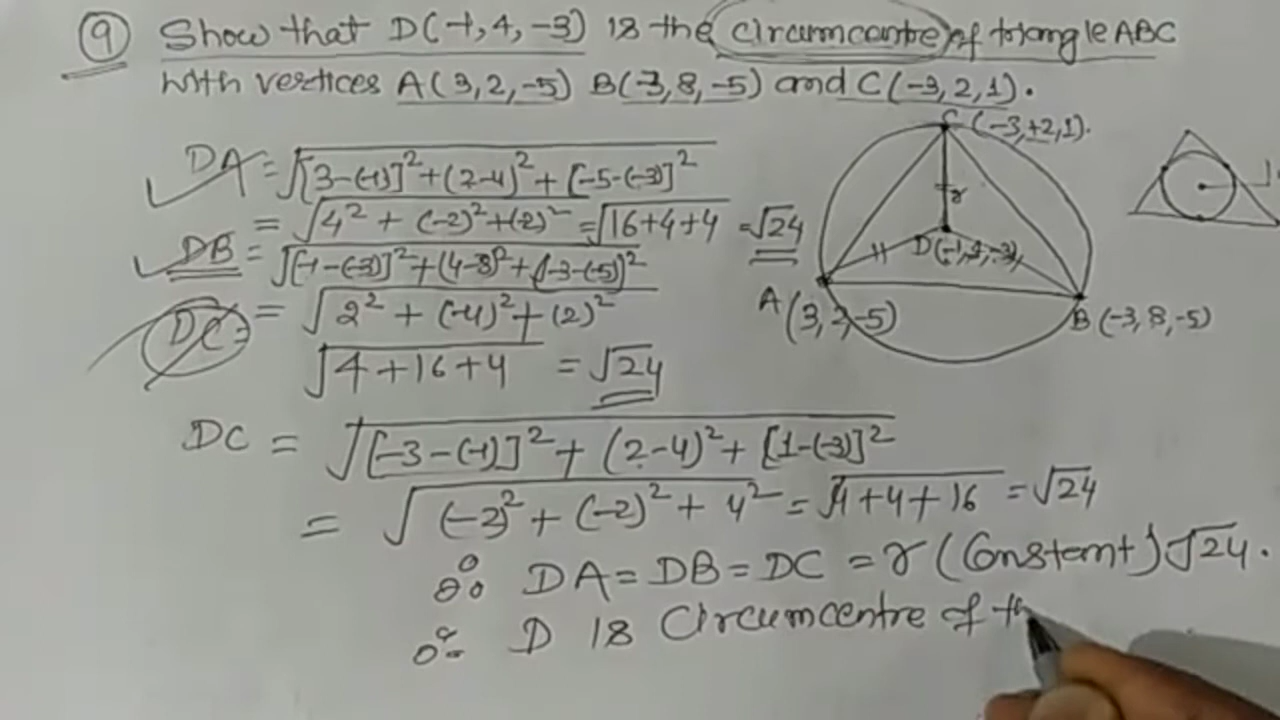 ⑨ Show that D(-1, 4, -3) is the circumcentre of triangle ABC
with vertices A(3, 2, -5) B(-3, 8, -5) and C(-3, 2, 1).
DA = √[3-(-1)]² + (2-4)² + [-5-(-3)]²
= √4² + (-2)² + (-2)² = √16+4+4 = √24
DB = √[-1-(-3)]² + (4-8)² + (-3-(-5))²
DC =
= √2² + (-4)² + (2)²
√4+16+4 = √24
C (-3, +2, 1).
r
D(-1, 4, -3)
A (3, 2, -5)
B (-3, 8, -5)
DC = √[-3-(-1)]² + (2-4)² + [1-(-3)]²
= √(-2)² + (-2)² + 4² = √4+4+16 = √24
∴ DA = DB = DC = r (Constant) √24.
∴ D is Circumcentre of